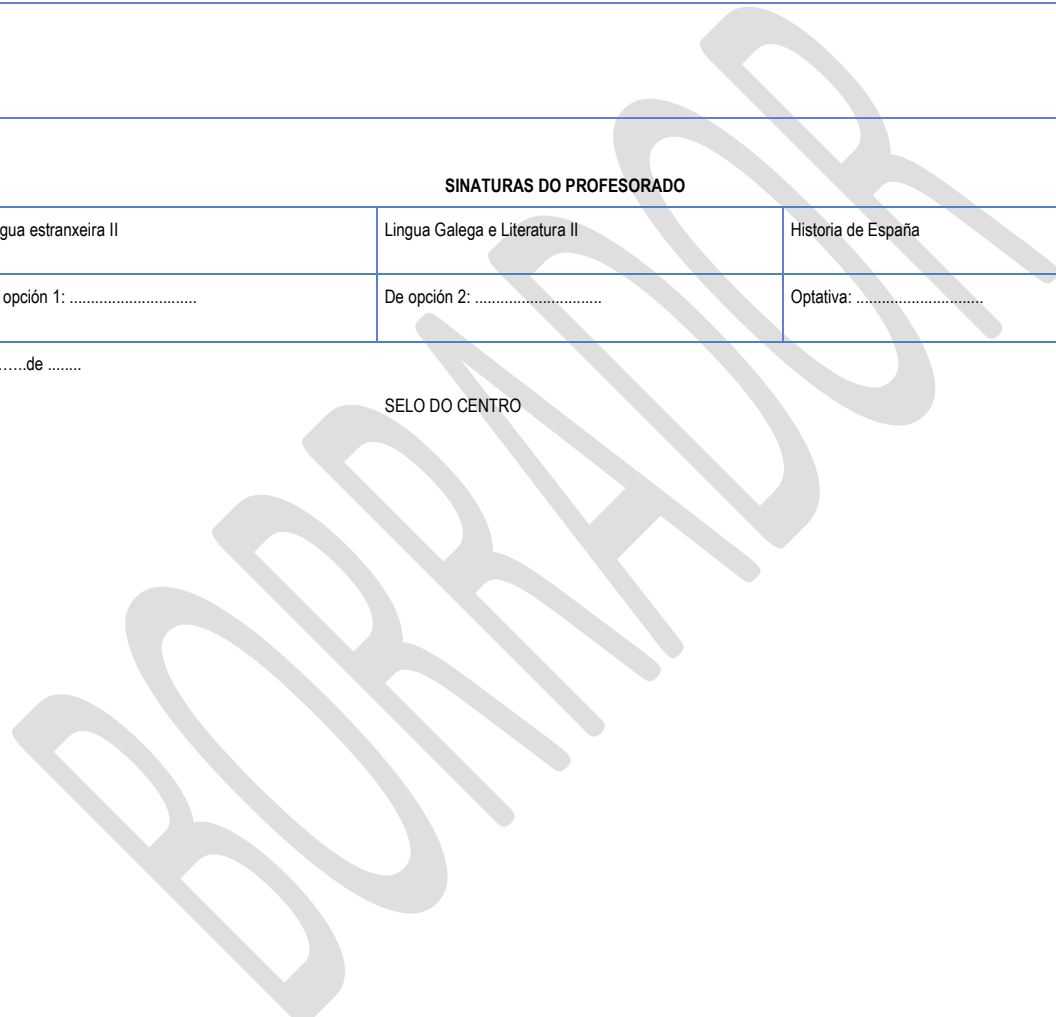 SINATURAS DO PROFESORADO
gua estranxeira II Lingua Galega e Literatura II Historia de España
opción 1: .............................. De opción 2: .............................. Optativa: ..............................
…...de ........
SELO DO CENTRO
BORRADOR